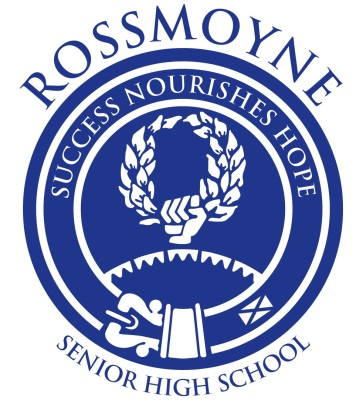 ROSSMOYNE
SUCCESS NOURISHES HOPE
SENIOR HIGH SCHOOL